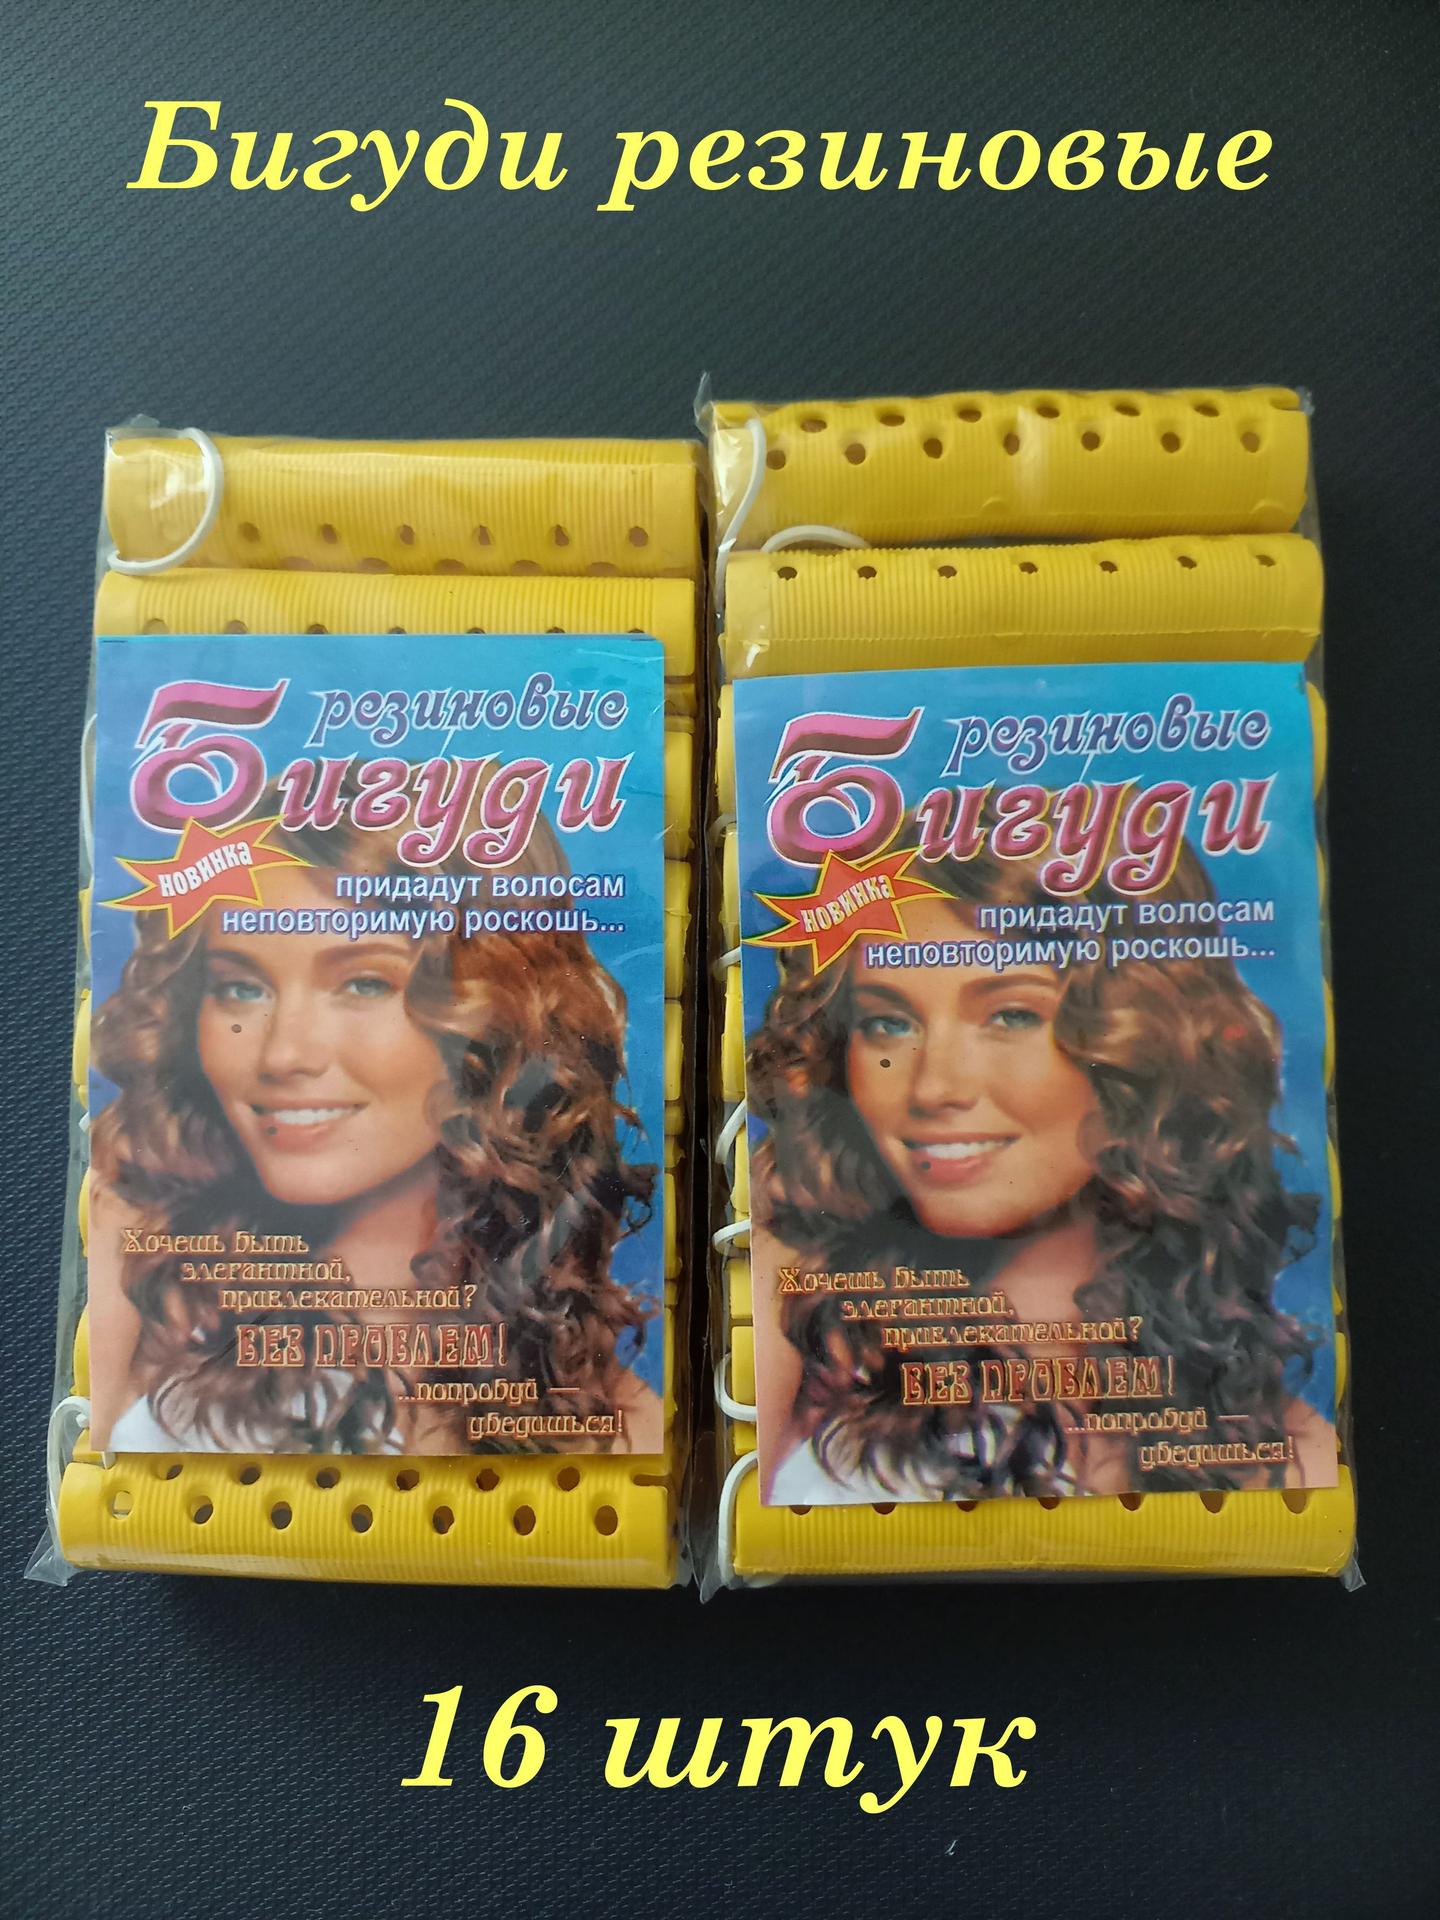 Бигуди резиновые
резиновые
Бигуди
новинка
придадут волосам
неповторимую роскошь...
Хочешь быть
элегантной,
привлекательной?
БЕЗ ПРОБЛЕМ!
...попробуй —
убедишься!
резиновые
Бигуди
новинка
придадут волосам
неповторимую роскошь...
Хочешь быть
элегантной,
привлекательной?
БЕЗ ПРОБЛЕМ!
...попробуй —
убедишься!
16 штук